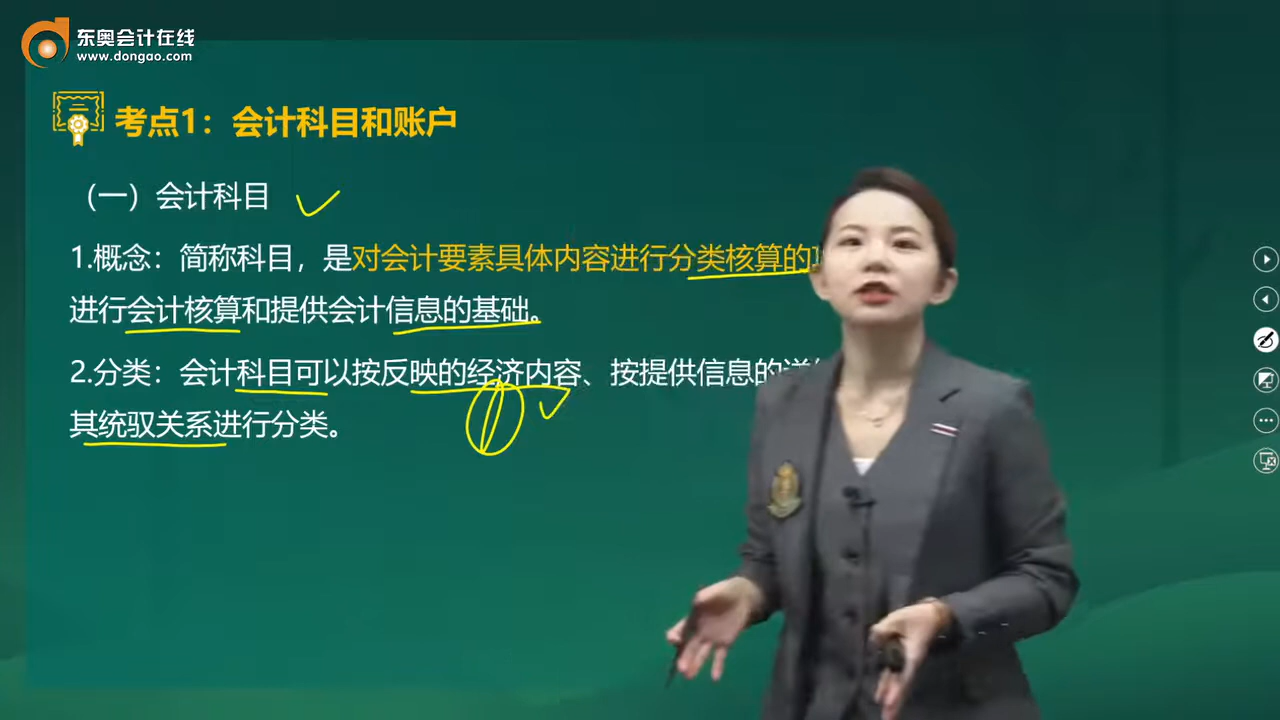 东奥会计在线
www.dongao.com
考点1：会计科目和账户
（一）会计科目
1.概念：简称科目，是对会计要素具体内容进行分类核算的
进行会计核算和提供会计信息的基础。
2.分类：会计科目可以按反映的经济内容、按提供信息的
其统驭关系进行分类。